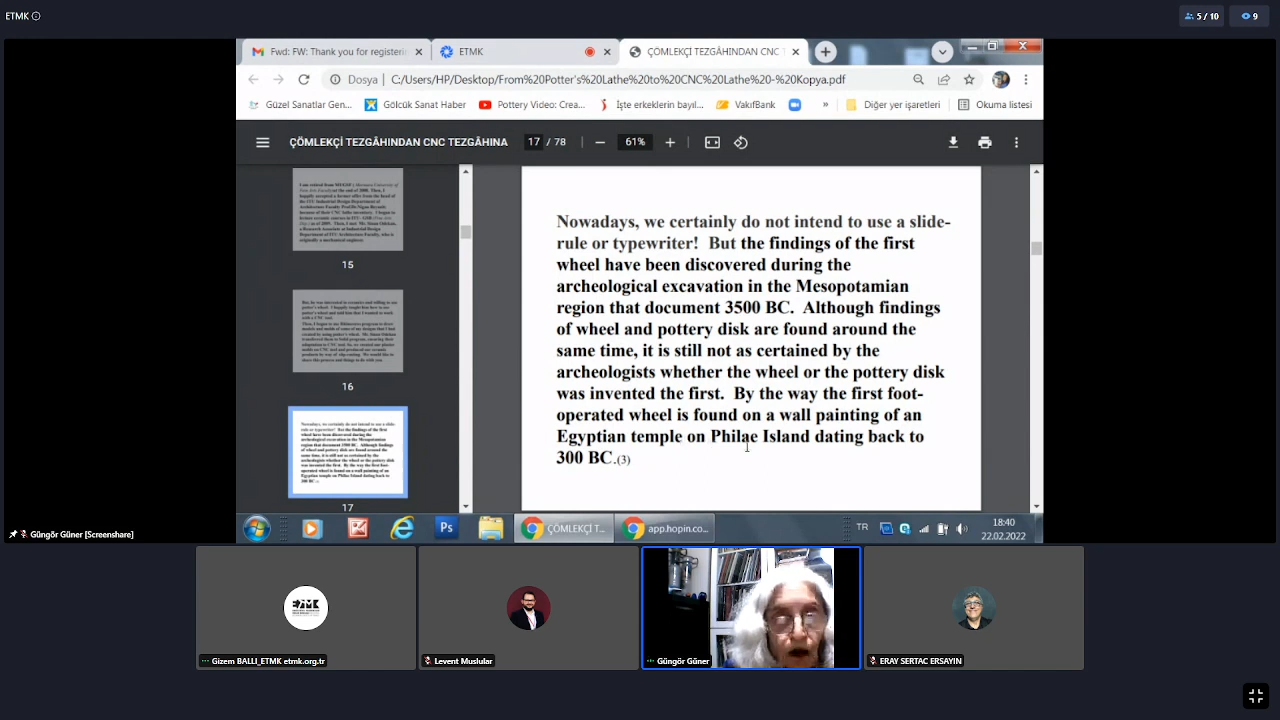 ETMK
5 / 10
9
Fwd: FW: Thank you for registerin
ETMK
ÇÖMLEKÇİ TEZGÂHINDAN CNC T
Dosya
C:/Users/HP/Desktop/From%20Potter's%20Lathe%20to%20CNC%20Lathe%20-%20Kopya.pdf
Güzel Sanatlar Gen...
Gölcük Sanat Haber
Pottery Video: Crea...
İşte erkeklerin bayıl...
VakıfBank
»
Diğer yer işaretleri
Okuma listesi
ÇÖMLEKÇİ TEZGÂHINDAN CNC TEZGÂHINA
17 / 78
61%
15
16
17
Nowadays, we certainly do not intend to use a slide-
rule or typewriter! But the findings of the first
wheel have been discovered during the
archeological excavation in the Mesopotamian
region that document 3500 BC. Although findings
of wheel and pottery disk are found around the
same time, it is still not as certained by the
archeologists whether the wheel or the pottery disk
was invented the first. By the way the first foot-
operated wheel is found on a wall painting of an
Egyptian temple on Philae Island dating back to
300 BC.(3)
Ps
ÇÖMLEKÇİ T...
app.hopin.co...
TR
18:40
22.02.2022
Güngör Güner [Screenshare]
ETMK
Gizem BALLI_ETMK etmk.org.tr
Levent Muslular
Güngör Güner
ERAY SERTAC ERSAYIN